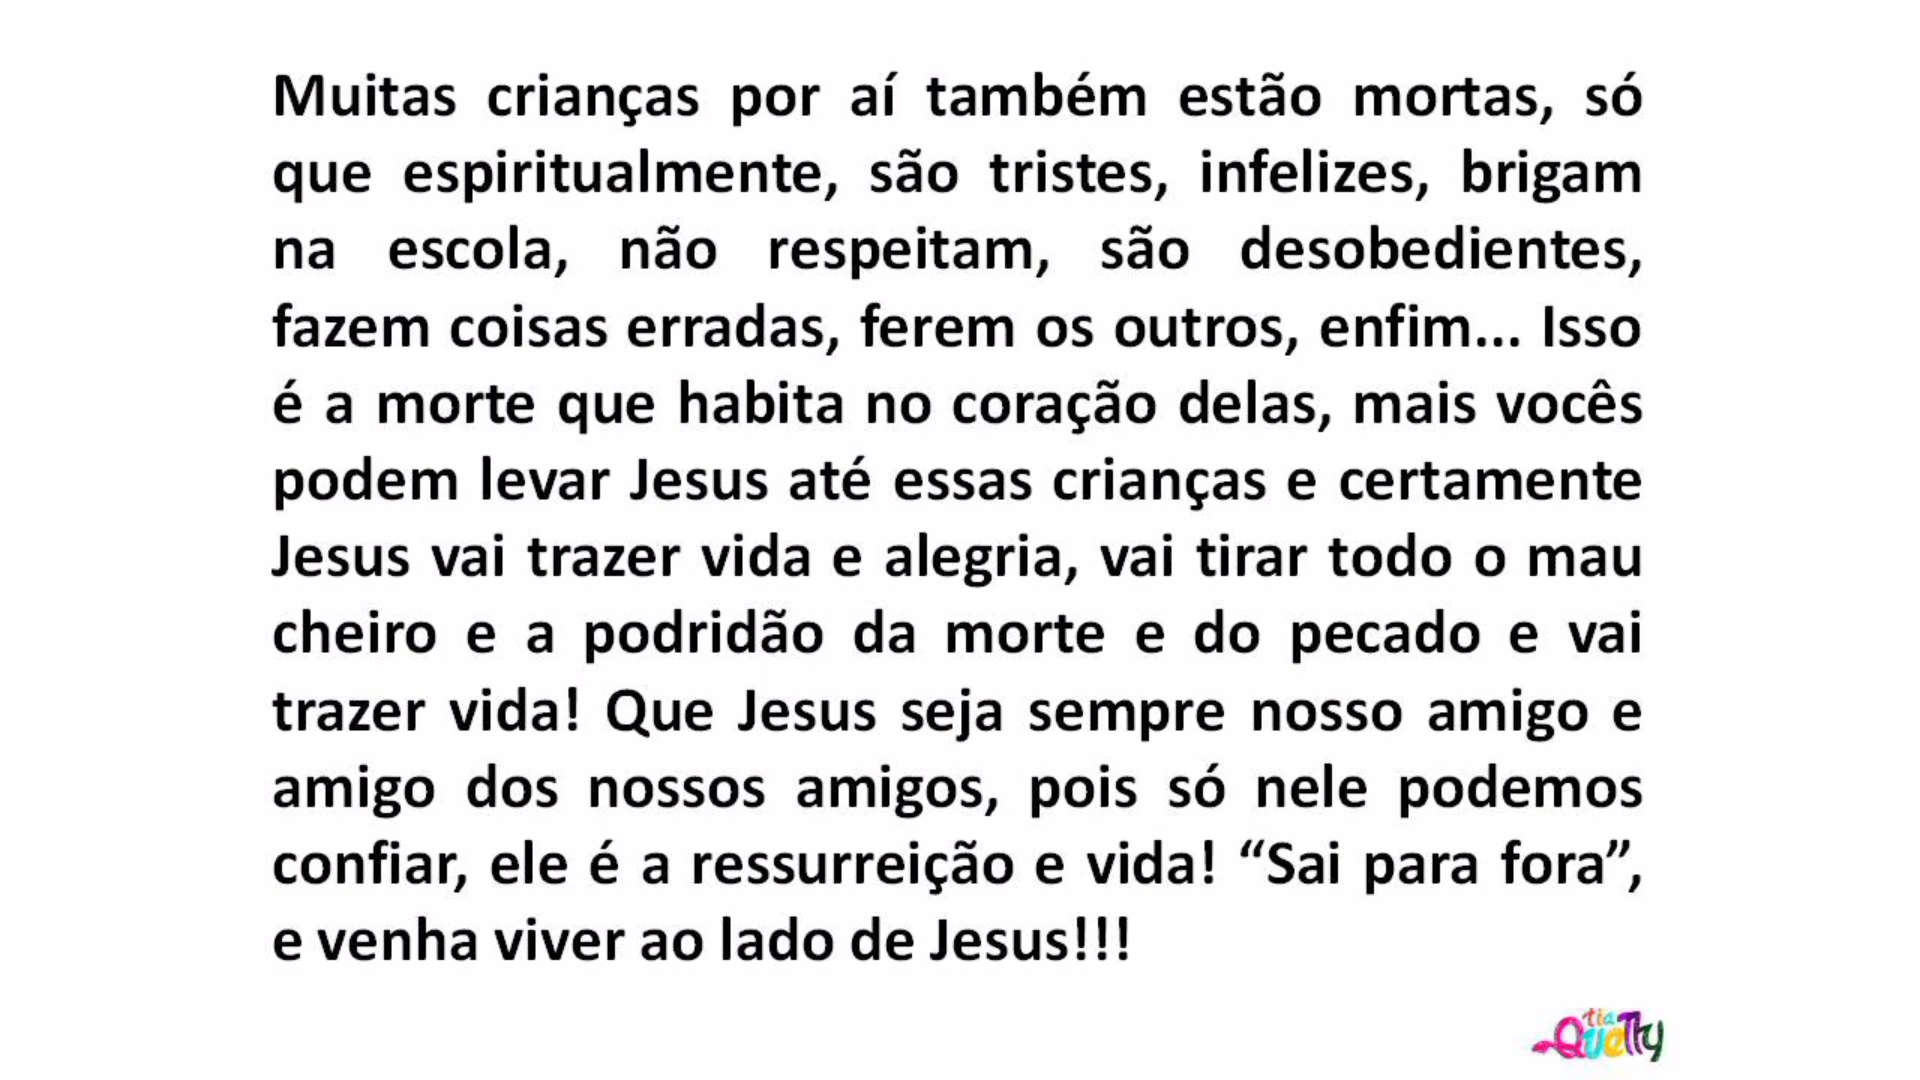 Muitas crianças por aí também estão mortas, só
que espiritualmente, são tristes, infelizes, brigam
na escola, não respeitam, são desobedientes,
fazem coisas erradas, ferem os outros, enfim... Isso
é a morte que habita no coração delas, mais vocês
podem levar Jesus até essas crianças e certamente
Jesus vai trazer vida e alegria, vai tirar todo o mau
cheiro e a podridão da morte e do pecado e vai
trazer vida! Que Jesus seja sempre nosso amigo e
amigo dos nossos amigos, pois só nele podemos
confiar, ele é a ressurreição e vida! “Sai para fora”,
e venha viver ao lado de Jesus!!!
tia
Quelly